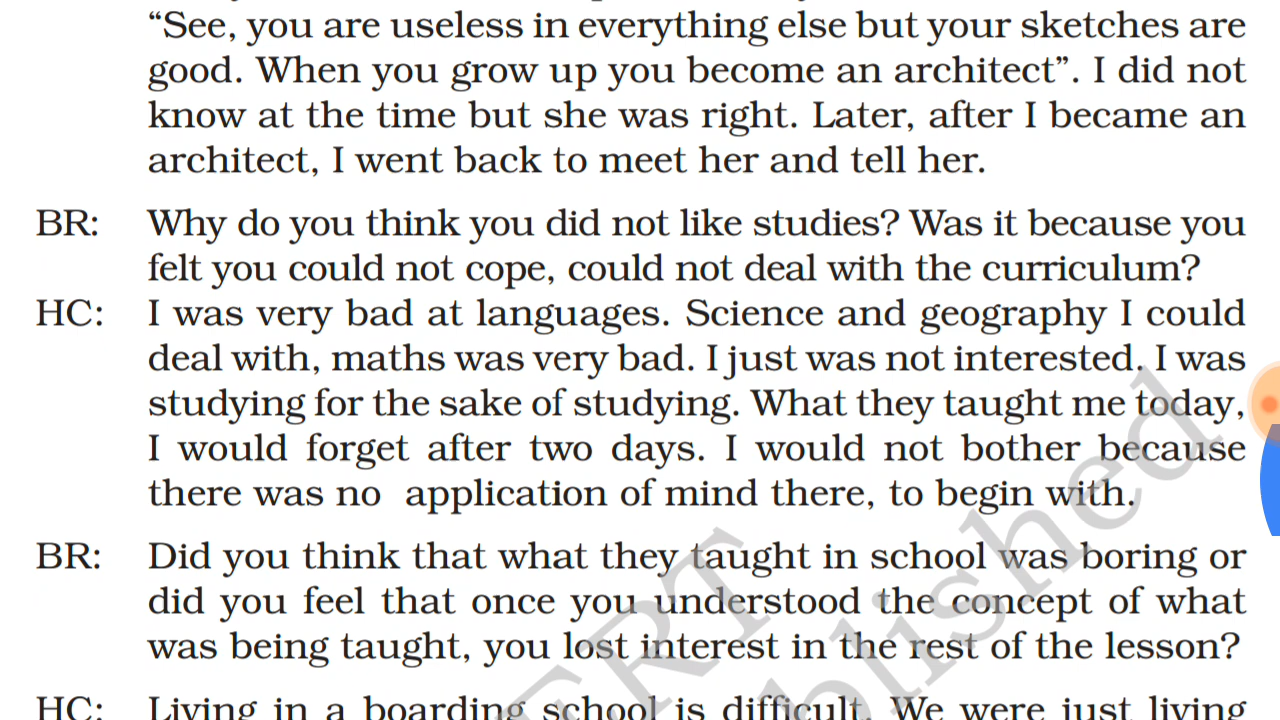 “See, you are useless in everything else but your sketches are
good. When you grow up you become an architect”. I did not
know at the time but she was right. Later, after I became an
architect, I went back to meet her and tell her.
BR: Why do you think you did not like studies? Was it because you
felt you could not cope, could not deal with the curriculum?
HC: I was very bad at languages. Science and geography I could
deal with, maths was very bad. I just was not interested. I was
studying for the sake of studying. What they taught me today,
I would forget after two days. I would not bother because
there was no application of mind there, to begin with.
BR: Did you think that what they taught in school was boring or
did you feel that once you understood the concept of what
was being taught, you lost interest in the rest of the lesson?
HC: Living in a boarding school is difficult. We were just living